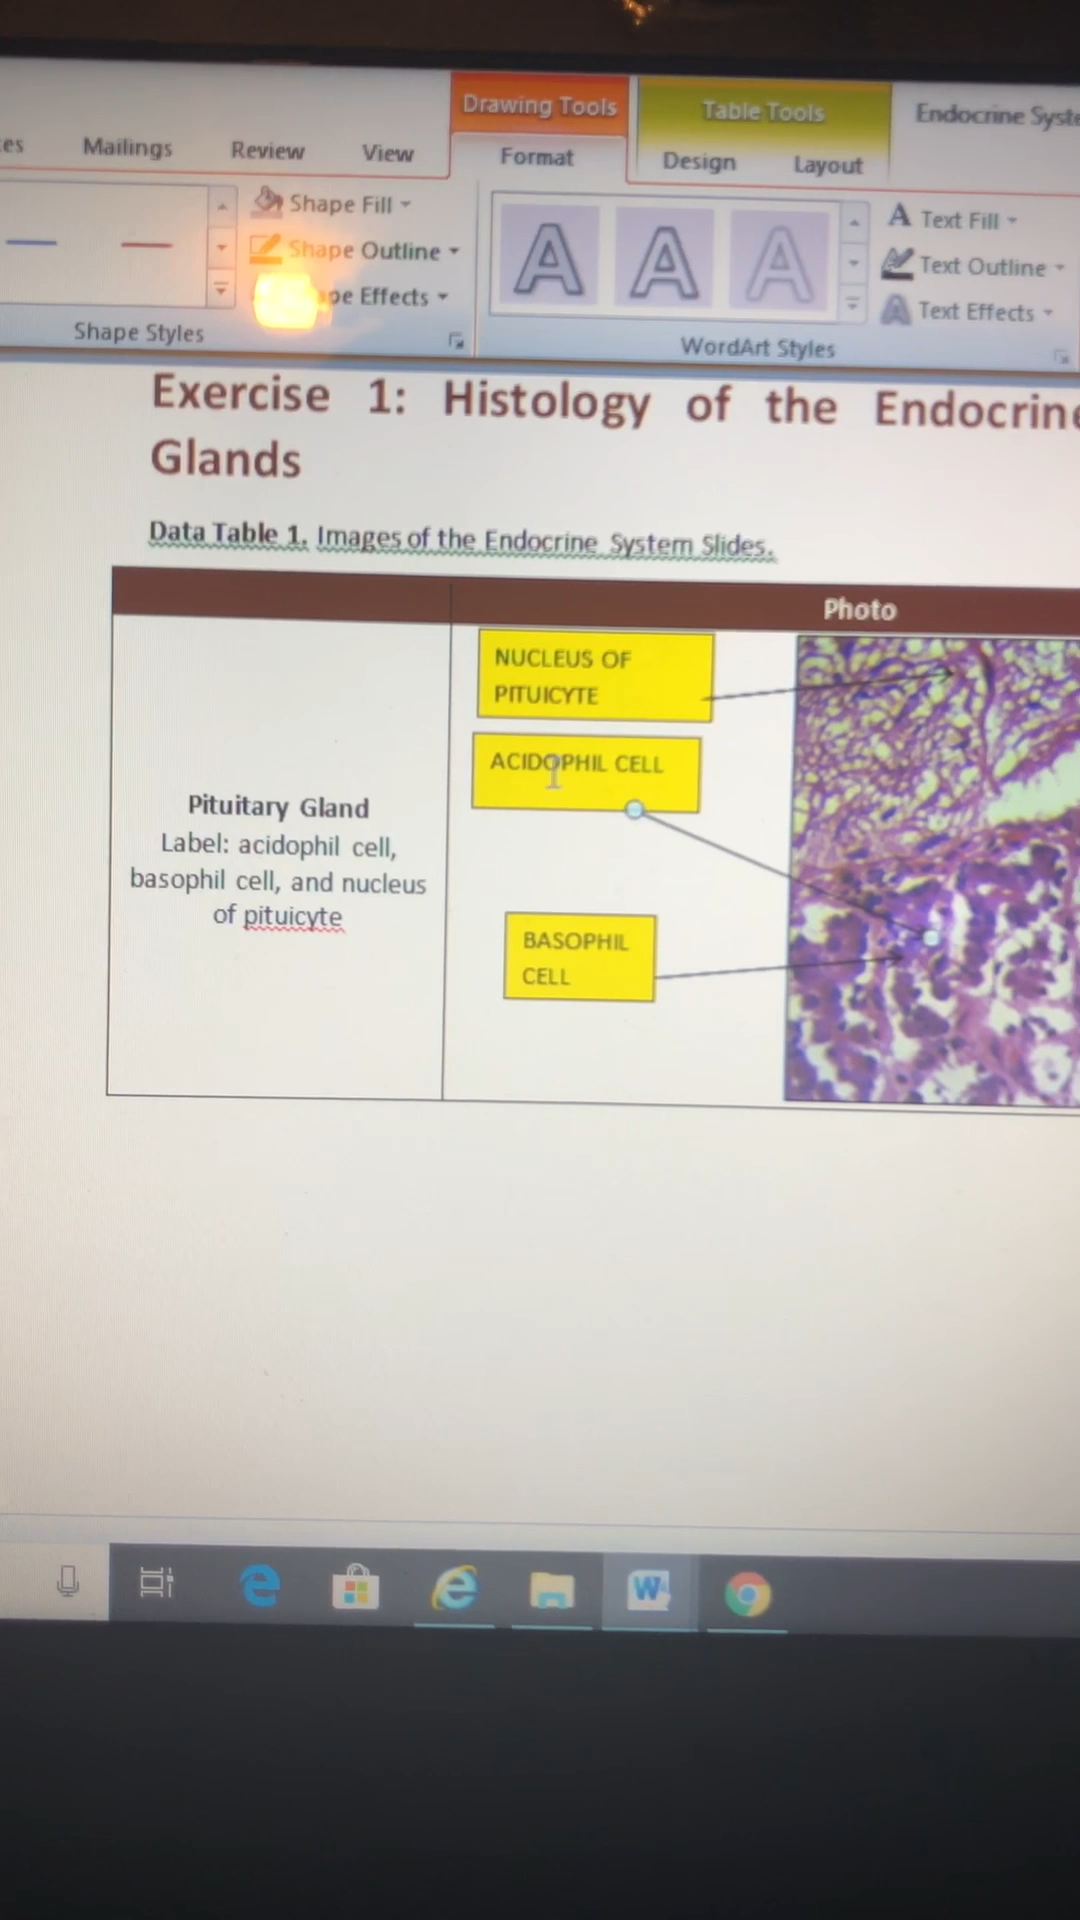 Drawing Tools
Table Tools
Endocrine Syste
Mailings
Review
View
Format
Design
Layout
Shape Fill
Shape Outline
pe Effects
Shape Styles
A
A
A
WordArt Styles
A Text Fill
Text Outline
A Text Effects
Exercise 1: Histology of the Endocrine
Glands
Data Table 1. Images of the Endocrine System Slides.
Photo
NUCLEUS OF
PITUICYTE
ACIDOPHIL CELL
Pituitary Gland
Label: acidophil cell,
basophil cell, and nucleus
of pituicyte
BASOPHIL
CELL
W